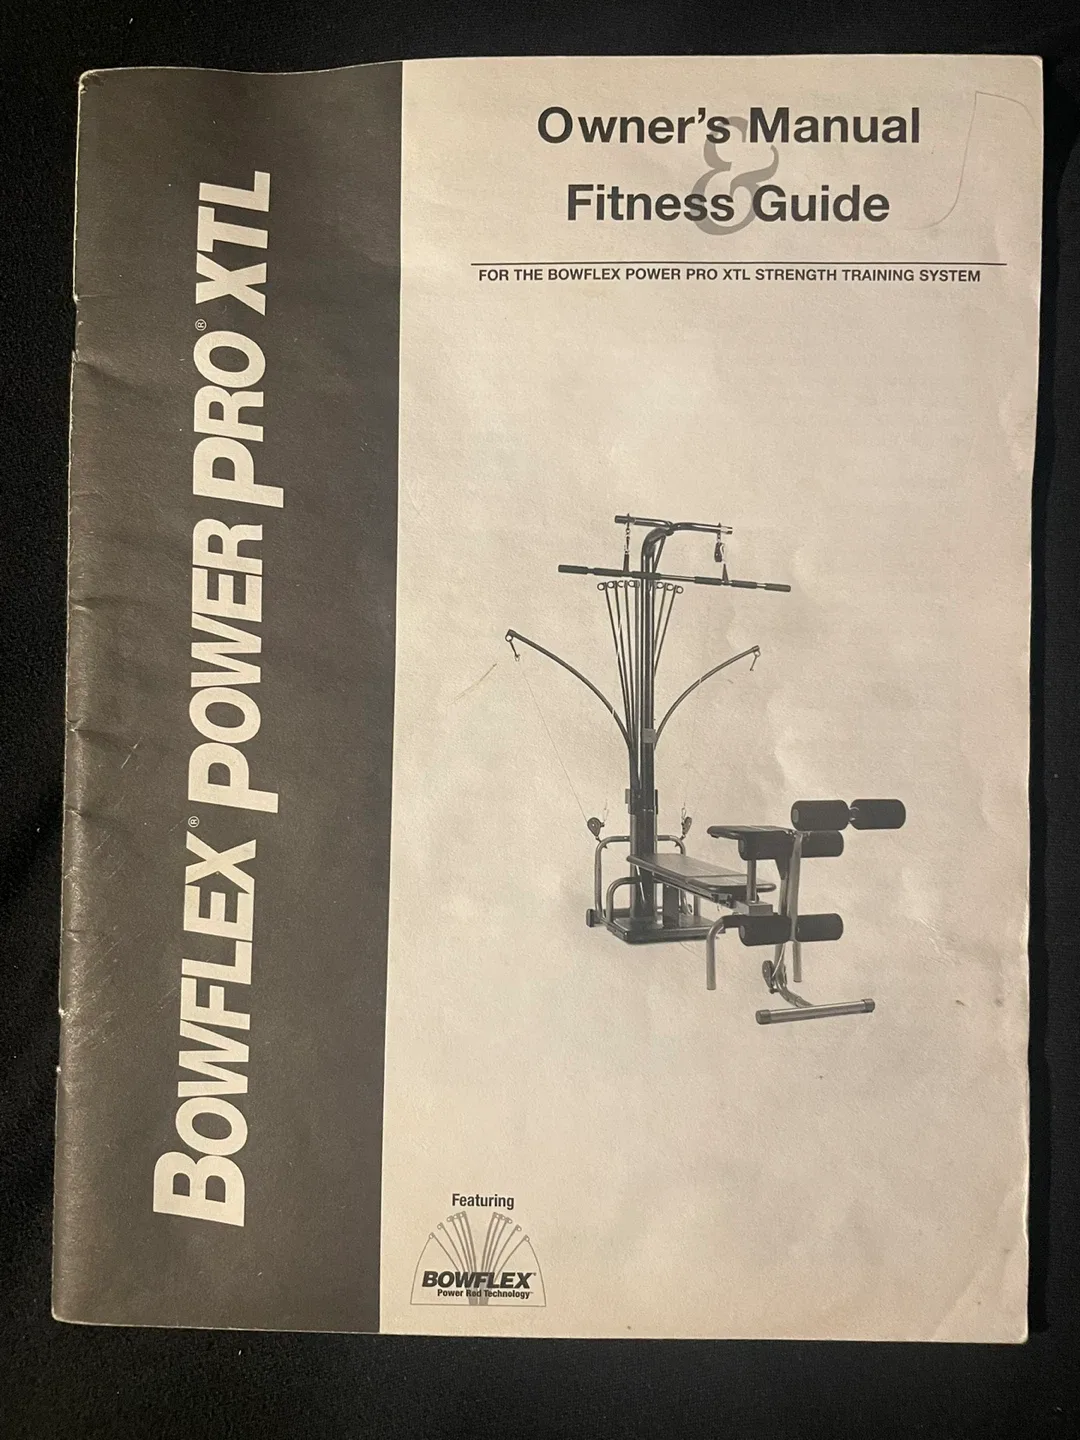 Owner's Manual
&
Fitness Guide
FOR THE BOWFLEX POWER PRO XTL STRENGTH TRAINING SYSTEM
BOWFLEX® POWER PRO® XTL
Featuring
BOWFLEX®
Power Rod Technology™